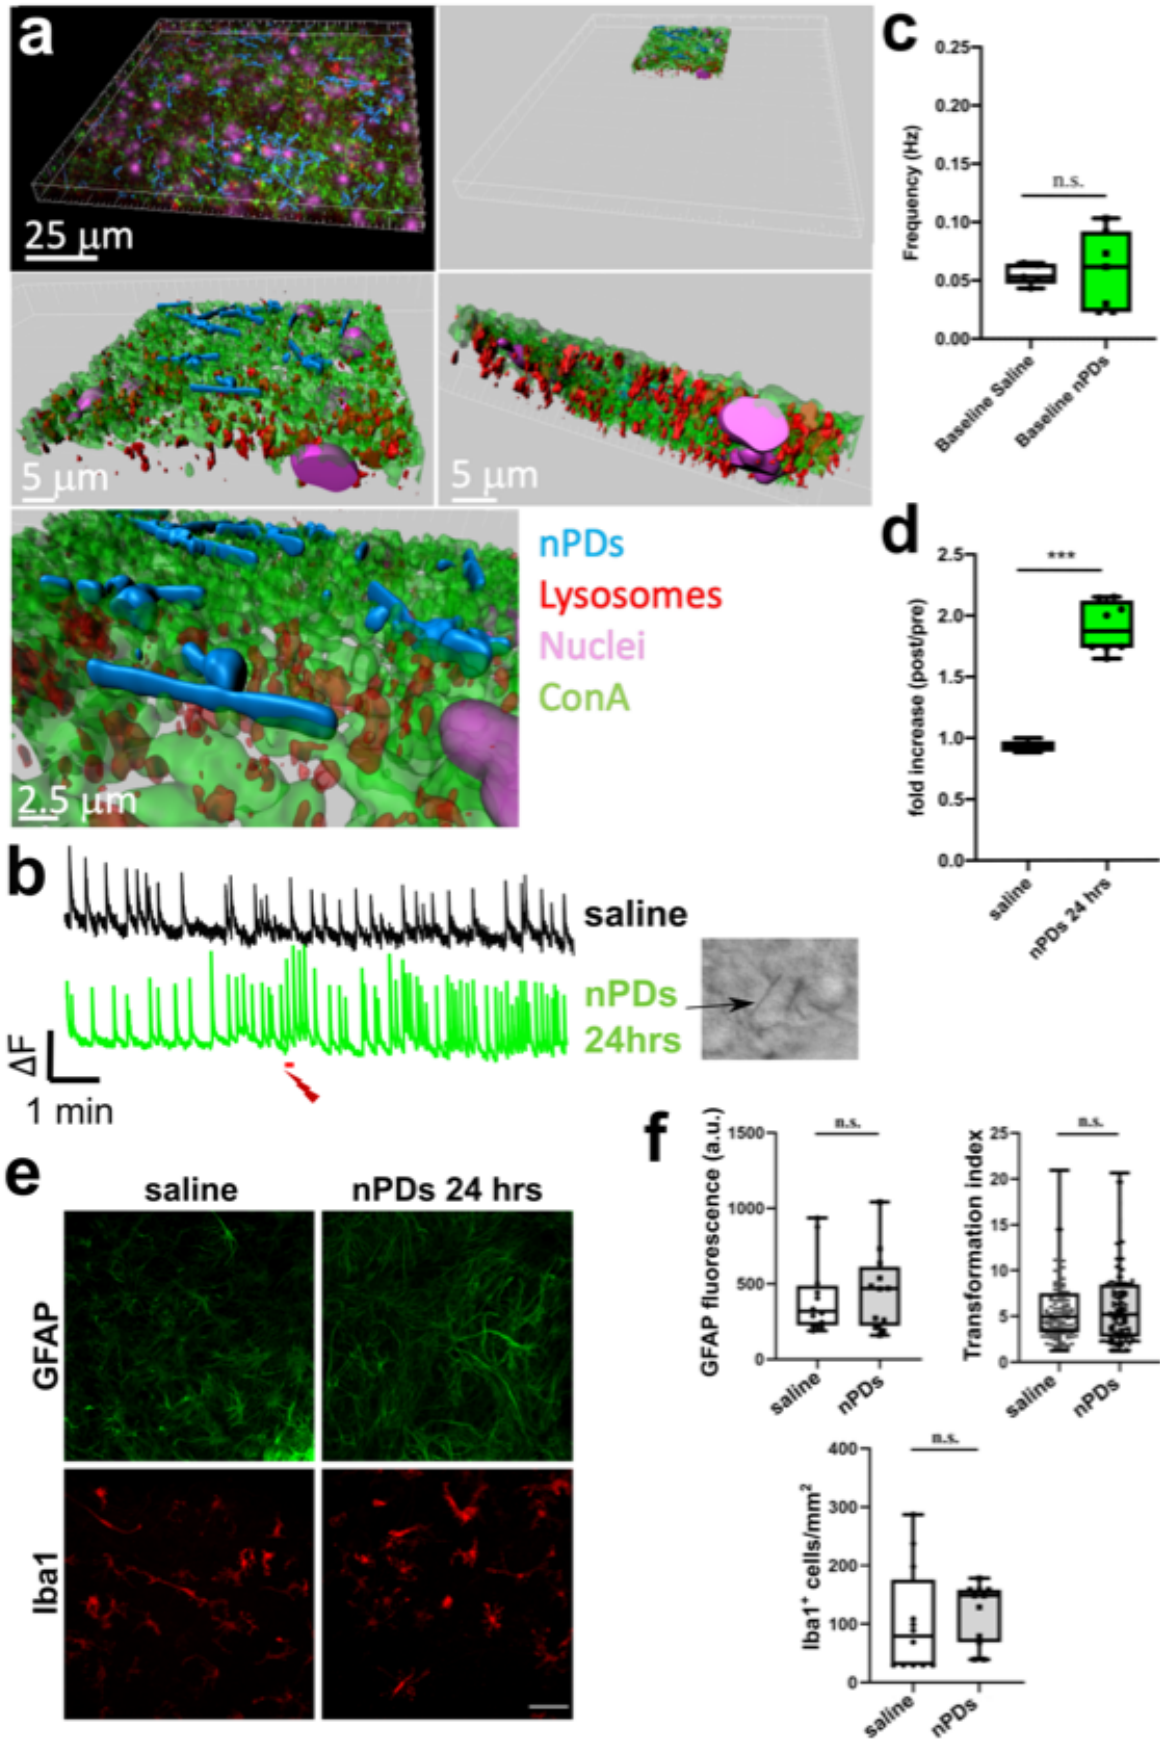 a
25 μm
5 μm
5 μm
2.5 μm
nPDs
Lysosomes
Nuclei
ConA
b
saline
nPDs
24hrs
ΔF
1 min
c
Frequency (Hz)
0.25
0.20
0.15
0.10
0.05
0.00
n.s.
Baseline Saline
Baseline nPDs
d
fold increase (post/pre)
2.5
2.0
1.5
1.0
0.5
0.0
***
saline
nPDs 24 hrs
e
saline
nPDs 24 hrs
GFAP
Iba1
f
GFAP fluorescence (a.u.)
1500
1000
500
0
n.s.
saline
nPDs
Transformation index
25
20
15
10
5
0
n.s.
saline
nPDs
Iba1⁺ cells/mm²
400
300
200
100
0
n.s.
saline
nPDs